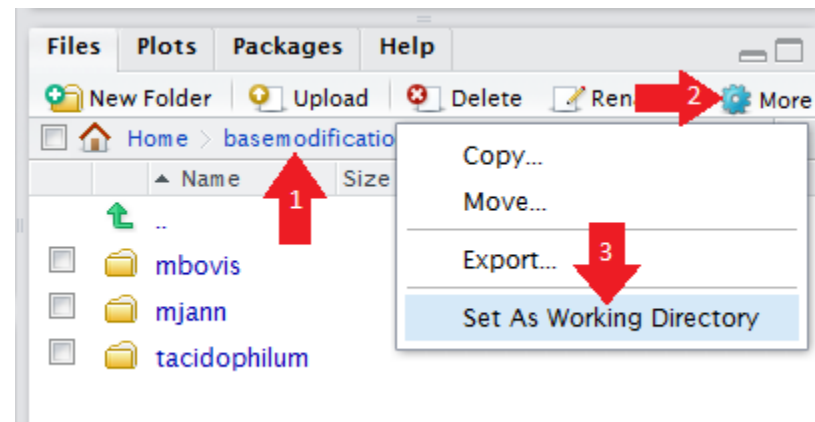 Files Plots Packages Help
New Folder Upload Delete Ren 2 More
Home > basemodificatio
Name Size
1
..
mbovis
mjann
tacidophilum
Copy...
Move...
Export... 3
Set As Working Directory